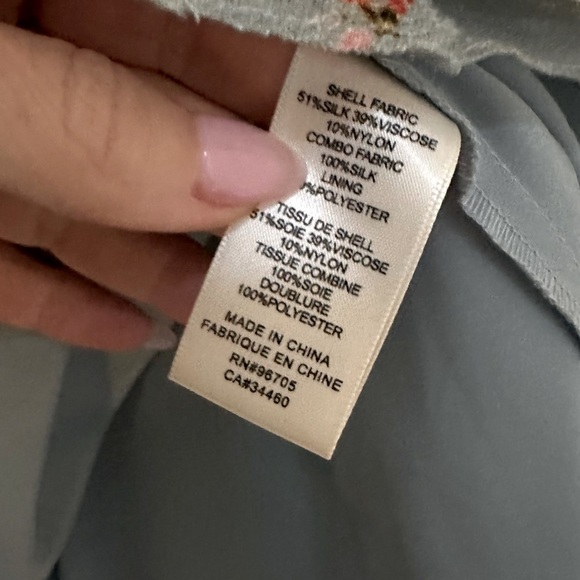 SHELL FABRIC
51%SILK 39%VISCOSE
10%NYLON
COMBO FABRIC
100%SILK
LINING
%POLYESTER
TISSU DE SHELL
51%SOIE 39%VISCOSE
10%NYLON
TISSUE COMBINE
100%SOIE
DOUBLURE
100%POLYESTER
MADE IN CHINA
FABRIQUE EN CHINE
RN#96705
CA#34460